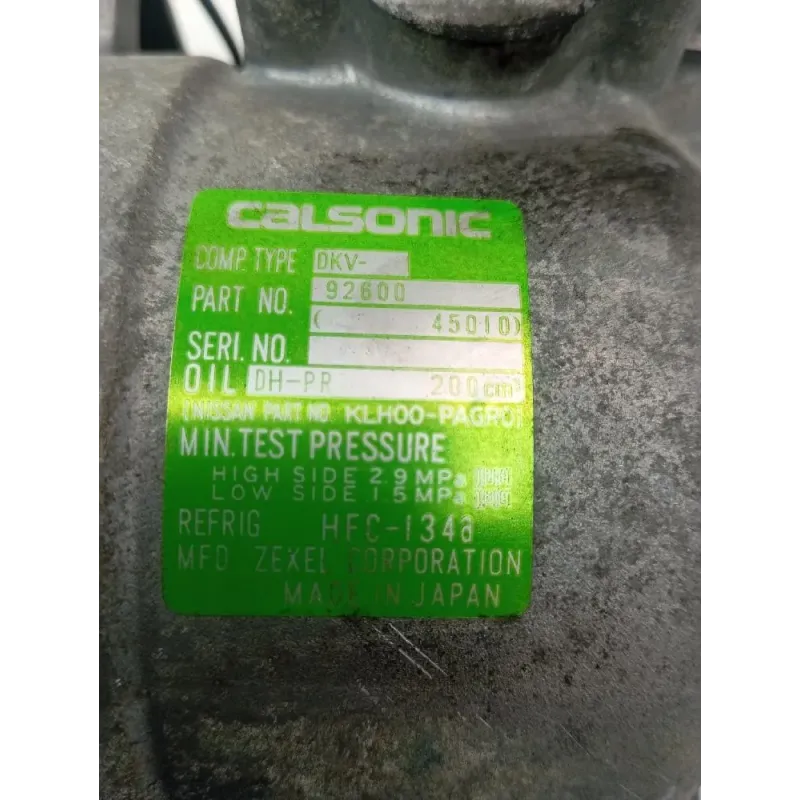 CALSONIC
COMP. TYPE DKV-
PART NO. 92600
( 45010)
SERI. NO.
OIL DH-PR 200cm³
(NISSAN PART NO. KLH00-PAGR0)
MIN. TEST PRESSURE
HIGH SIDE 2.9 MPa
LOW SIDE 1.5 MPa
REFRIG HFC-134a
MFD ZEXEL CORPORATION
MADE IN JAPAN